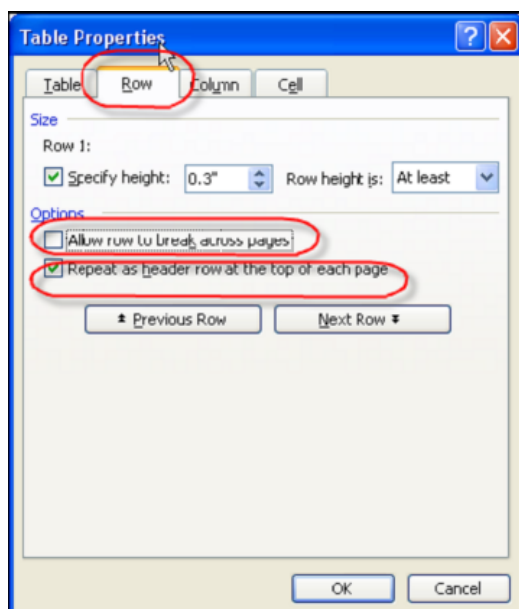 Table Properties
Table Row Column Cell
Size
Row 1:
Specify height: 0.3" Row height is: At least
Options
Allow row to break across pages
Repeat as header row at the top of each page
Previous Row Next Row
OK Cancel